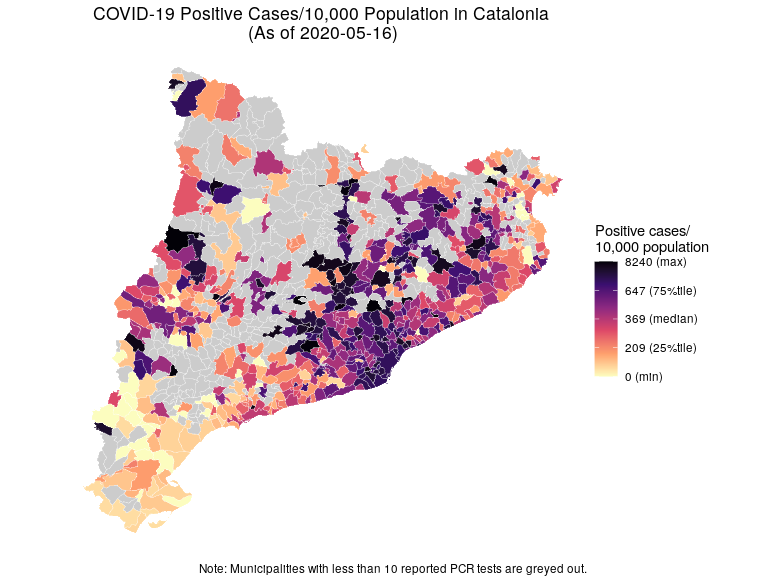 COVID-19 Positive Cases/10,000 Population in Catalonia
(As of 2020-05-16)
Positive cases/
10,000 population
8240 (max)
647 (75%tile)
369 (median)
209 (25%tile)
0 (min)
Note: Municipalities with less than 10 reported PCR tests are greyed out.